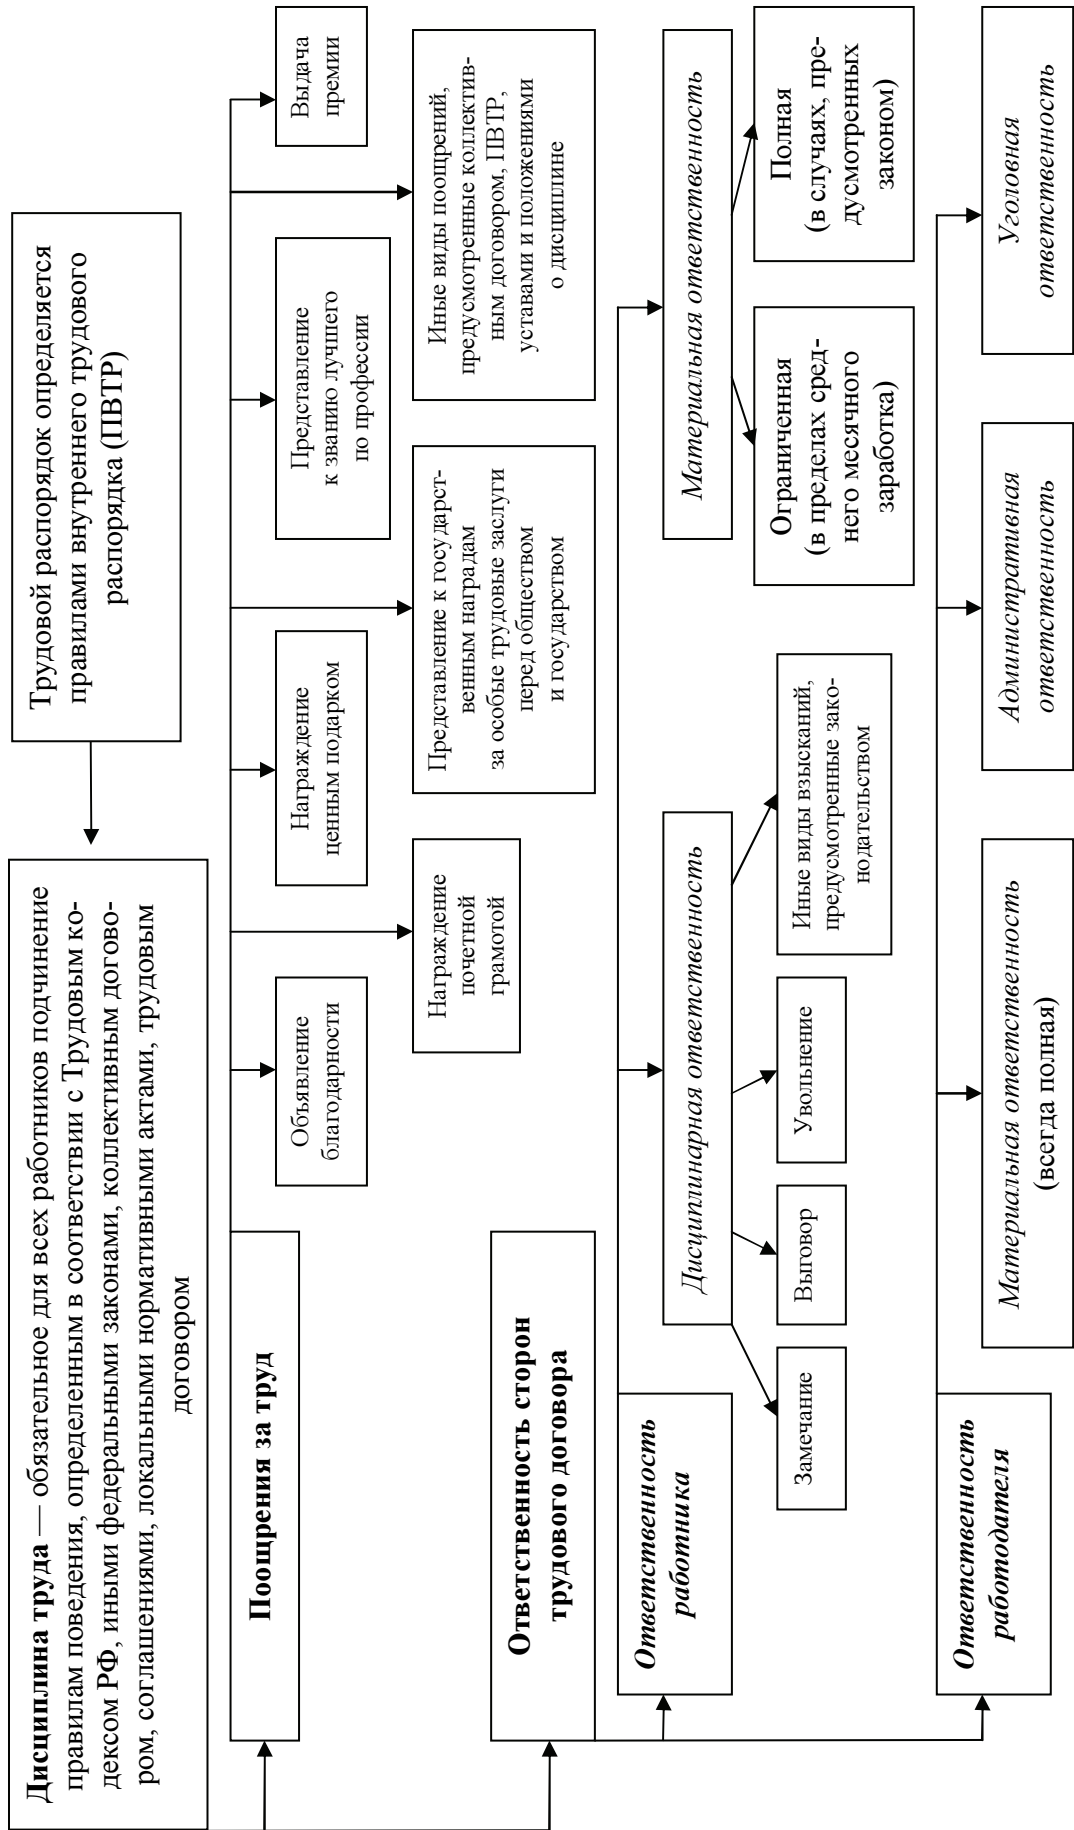 Дисциплина труда — обязательное для всех работников подчинение
правилам поведения, определенным в соответствии с Трудовым ко-
дексом РФ, иными федеральными законами, коллективным догово-
ром, соглашениями, локальными нормативными актами, трудовым
договором
Трудовой распорядок определяется
правилами внутреннего трудового
распорядка (ПВТР)
Поощрения за труд
Объявление
благодарности
Награждение
ценным подарком
Представление
к званию лучшего
по профессии
Выдача
премии
Награждение
почетной
грамотой
Представление к государст-
венным наградам
за особые трудовые заслуги
перед обществом
и государством
Иные виды поощрений,
предусмотренные коллектив-
ным договором, ПВТР,
уставами и положениями
о дисциплине
Ответственность сторон
трудового договора
Ответственность
работника
Дисциплинарная ответственность
Материальная ответственность
Замечание
Выговор
Увольнение
Иные виды взысканий,
предусмотренные зако-
нодательством
Ограниченная
(в пределах сред-
него месячного
заработка)
Полная
(в случаях, пре-
дусмотренных
законом)
Ответственность
работодателя
Материальная ответственность
(всегда полная)
Административная
ответственность
Уголовная
ответственность